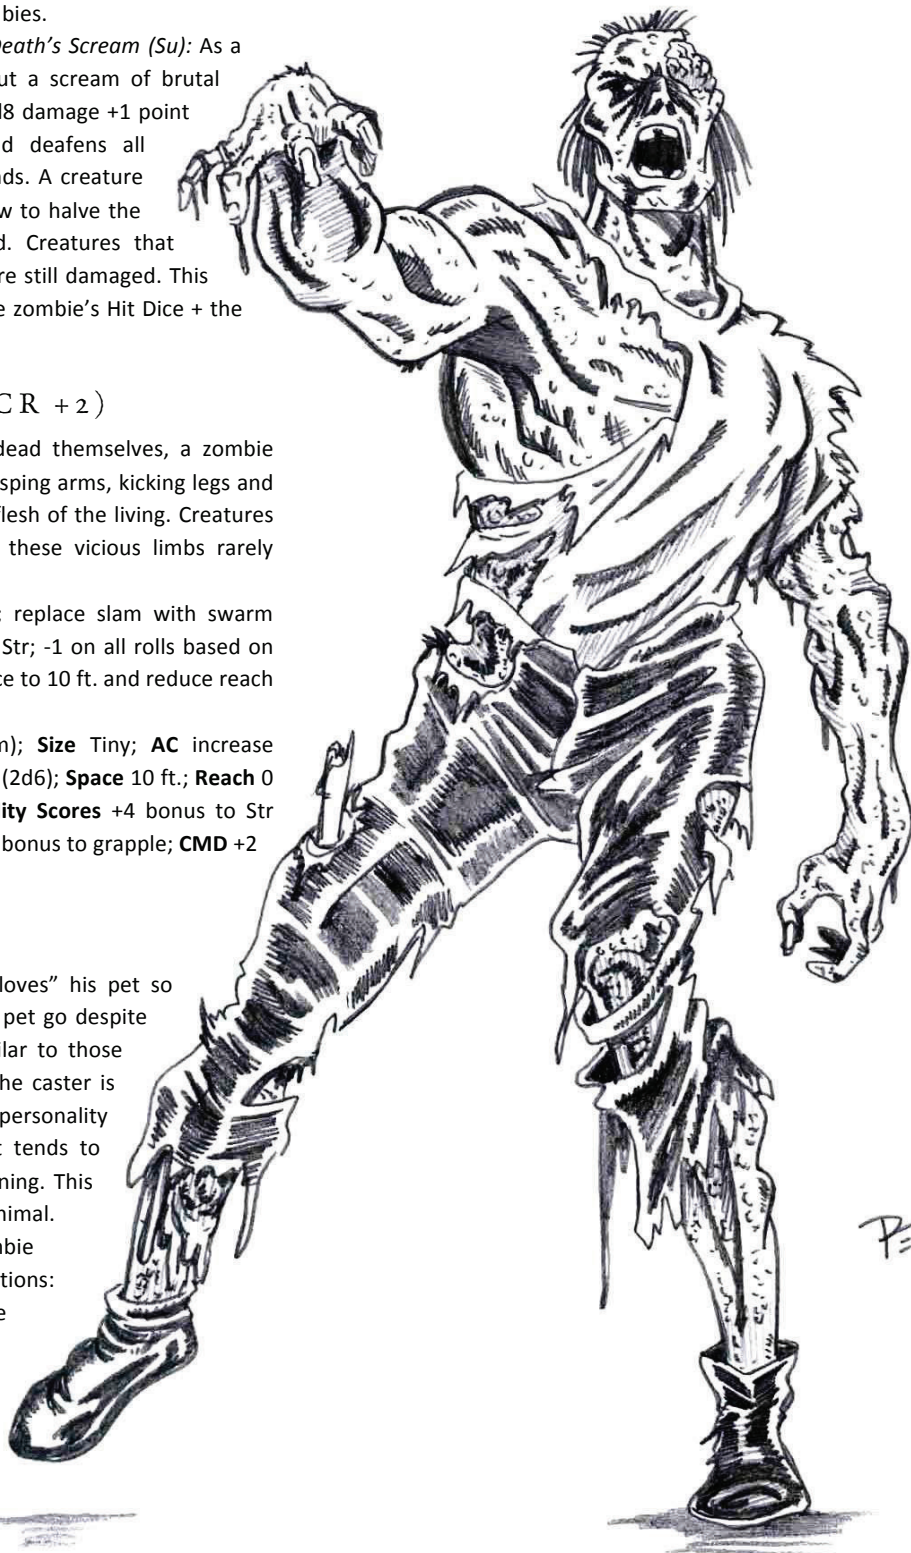 bies.
Death's Scream (Su): As a
ut a scream of brutal
d8 damage +1 point
d deafens all
nds. A creature
w to halve the
d. Creatures that
re still damaged. This
e zombie's Hit Dice + the
CR +2)
dead themselves, a zombie
sping arms, kicking legs and
flesh of the living. Creatures
these vicious limbs rarely
: replace slam with swarm
Str; -1 on all rolls based on
ce to 10 ft. and reduce reach
m); Size Tiny; AC increase
(2d6); Space 10 ft.; Reach 0
ity Scores +4 bonus to Str
bonus to grapple; CMD +2
loves” his pet so
pet go despite
ilar to those
he caster is
personality
t tends to
ning. This
nimal.
mbie
tions:
e